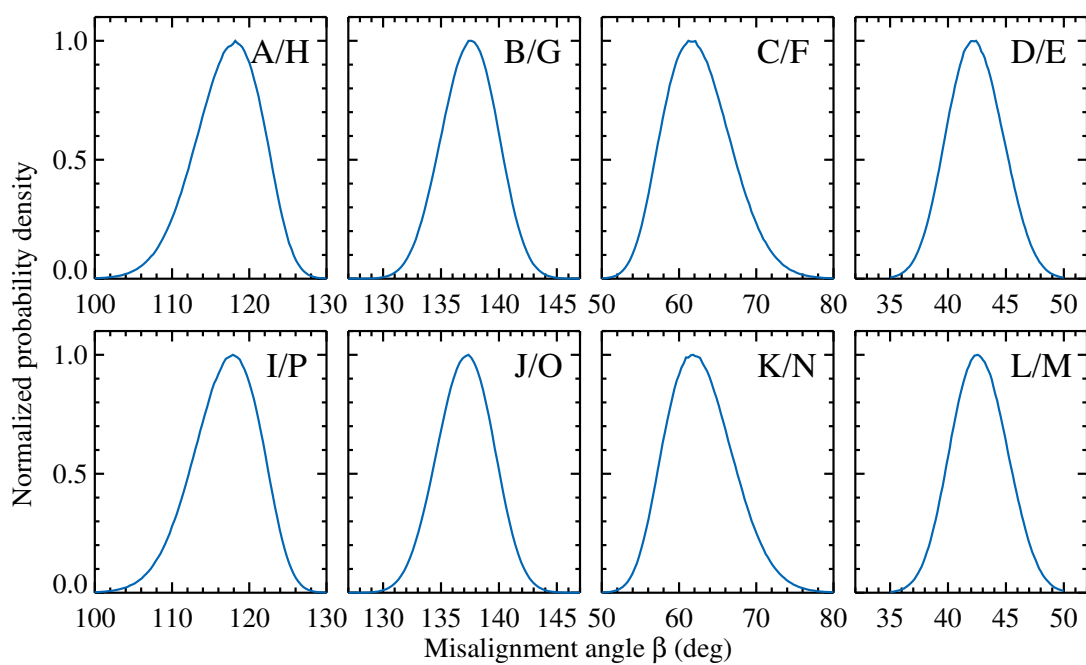 Normalized probability density
1.0
0.5
0.0
A/H
B/G
C/F
D/E
100 110 120 130
130 135 140 145
50 60 70 80
35 40 45 50
1.0
0.5
0.0
I/P
J/O
K/N
L/M
100 110 120 130
130 135 140 145
50 60 70 80
35 40 45 50
Misalignment angle β (deg)